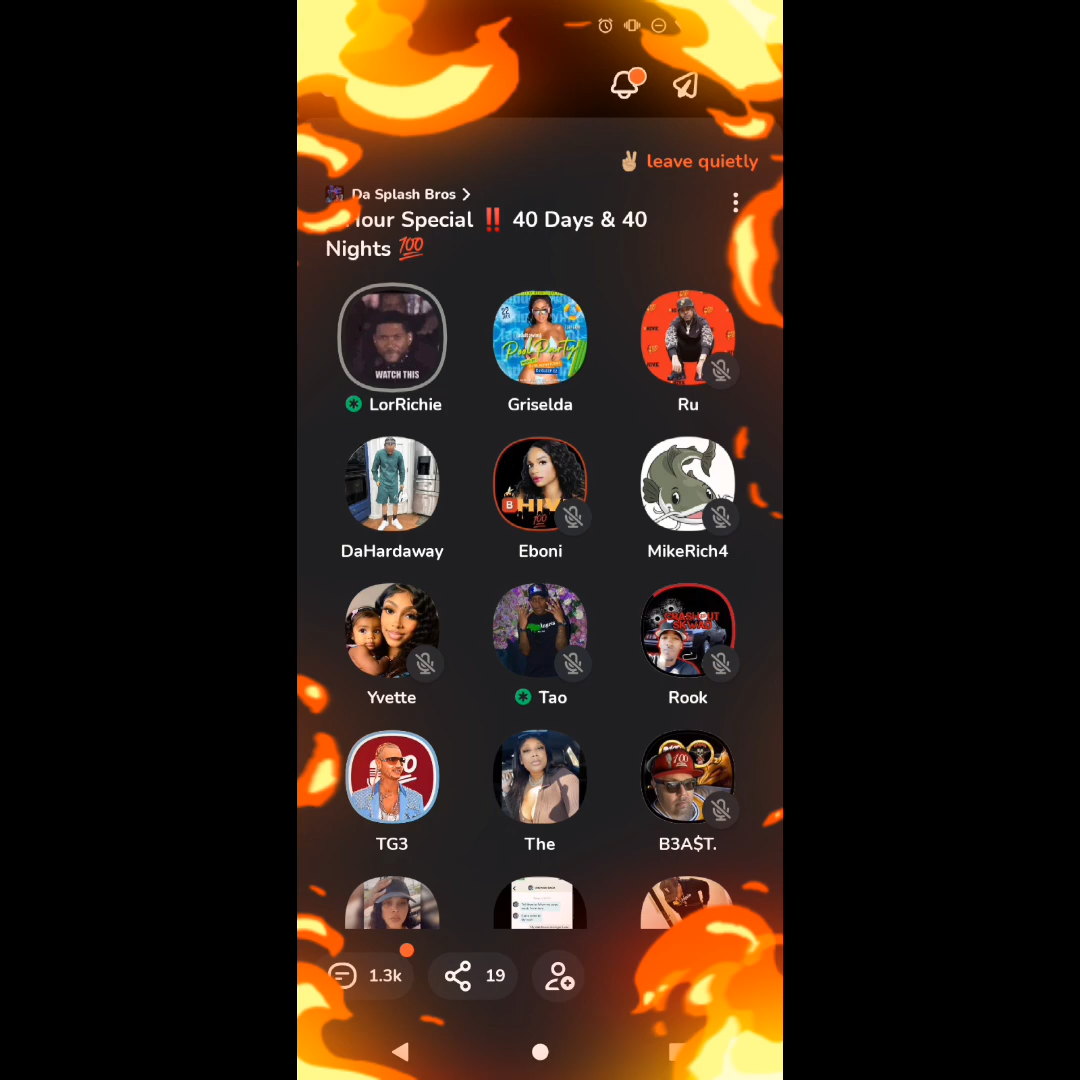 ✌🏼 leave quietly
Da Splash Bros >
Hour Special ‼️ 40 Days & 40
Nights 💯
WATCH THIS
LorRichie
Griselda
Ru
DaHardaway
Eboni
MikeRich4
Yvette
Tao
Rook
TG3
The
B3A$T.
1.3k
19